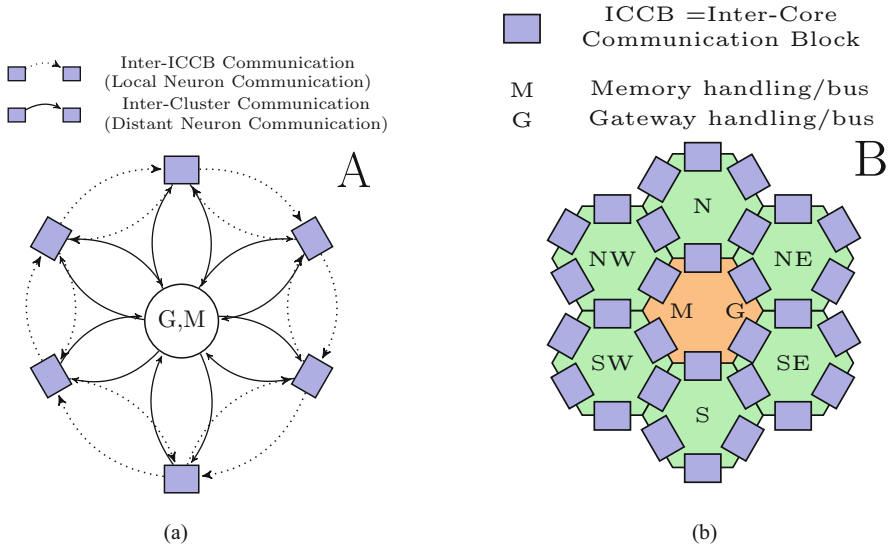 Inter-ICCB Communication
(Local Neuron Communication)
Inter-Cluster Communication
(Distant Neuron Communication)
A
G,M
(a)
ICCB =Inter-Core
Communication Block
M Memory handling/bus
G Gateway handling/bus
B
N
NW NE
M G
SW SE
S
(b)